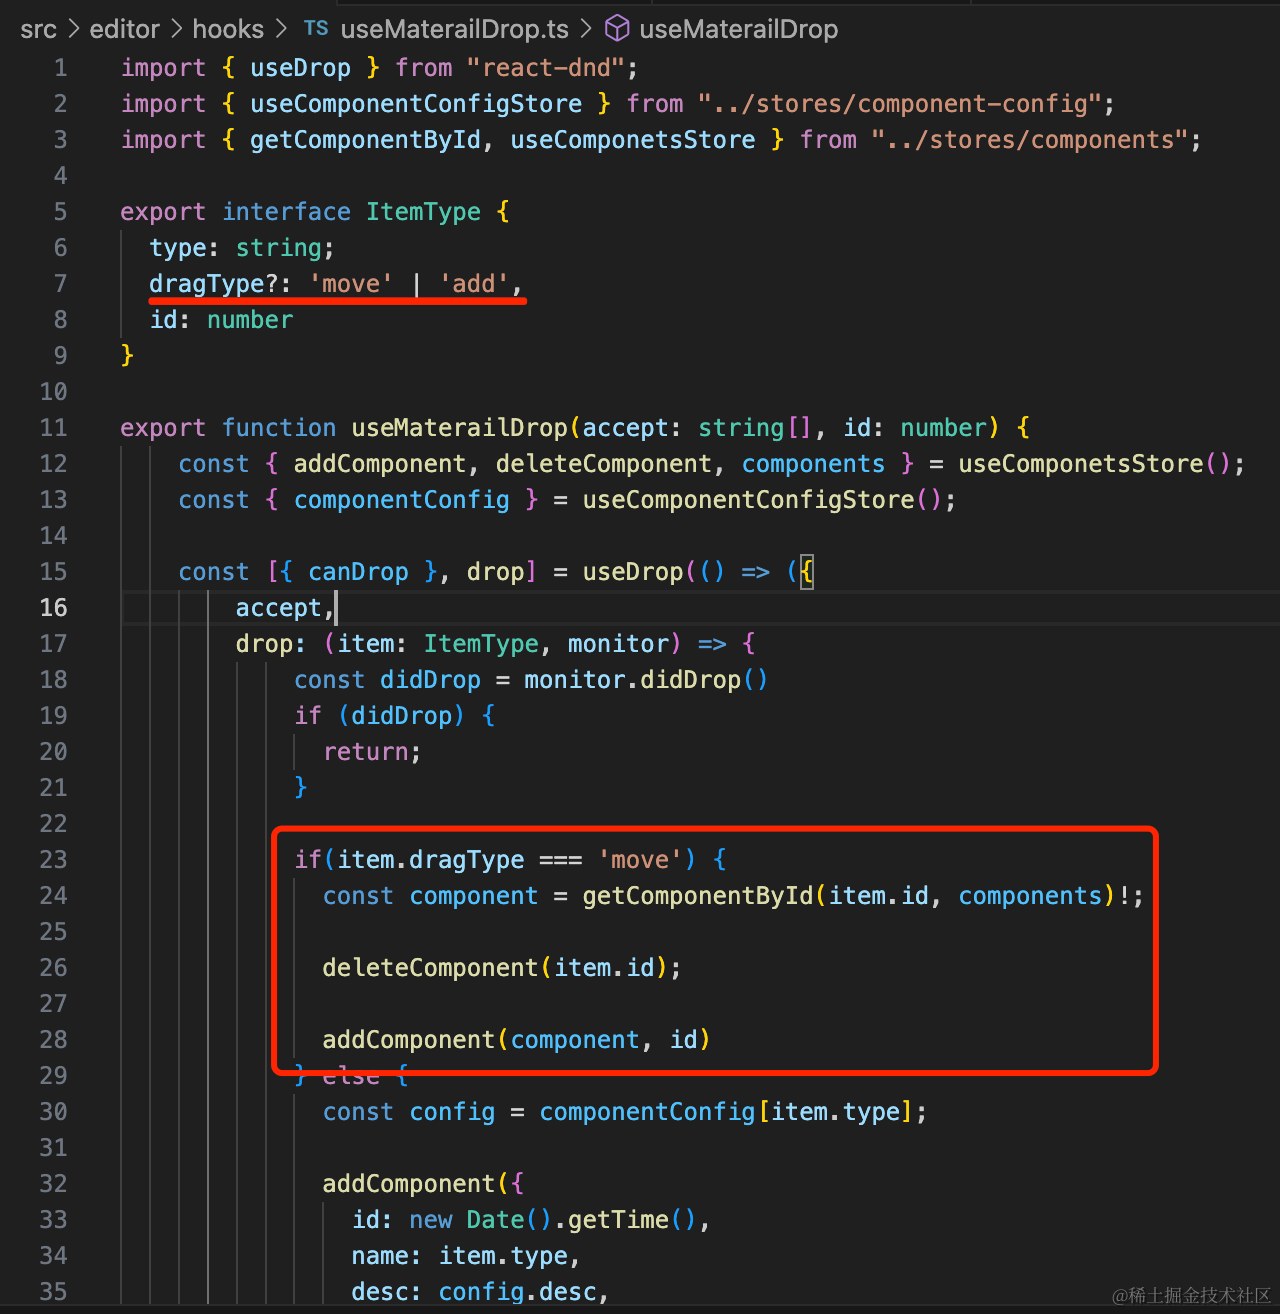 src > editor > hooks > TS useMaterailDrop.ts > useMaterailDrop
1 import { useDrop } from "react-dnd";
2 import { useComponentConfigStore } from "../stores/component-config";
3 import { getComponentById, useComponetsStore } from "../stores/components";
4
5 export interface ItemType {
6 type: string;
7 dragType?: 'move' | 'add',
8 id: number
9 }
10
11 export function useMaterailDrop(accept: string[], id: number) {
12 const { addComponent, deleteComponent, components } = useComponetsStore();
13 const { componentConfig } = useComponentConfigStore();
14
15 const [{ canDrop }, drop] = useDrop(() => ({
16 accept,
17 drop: (item: ItemType, monitor) => {
18 const didDrop = monitor.didDrop()
19 if (didDrop) {
20 return;
21 }
22
23 if(item.dragType === 'move') {
24 const component = getComponentById(item.id, components)!;
25
26 deleteComponent(item.id);
27
28 addComponent(component, id)
29 } else {
30 const config = componentConfig[item.type];
31
32 addComponent({
33 id: new Date().getTime(),
34 name: item.type,
35 desc: config.desc,
@稀土掘金技术社区